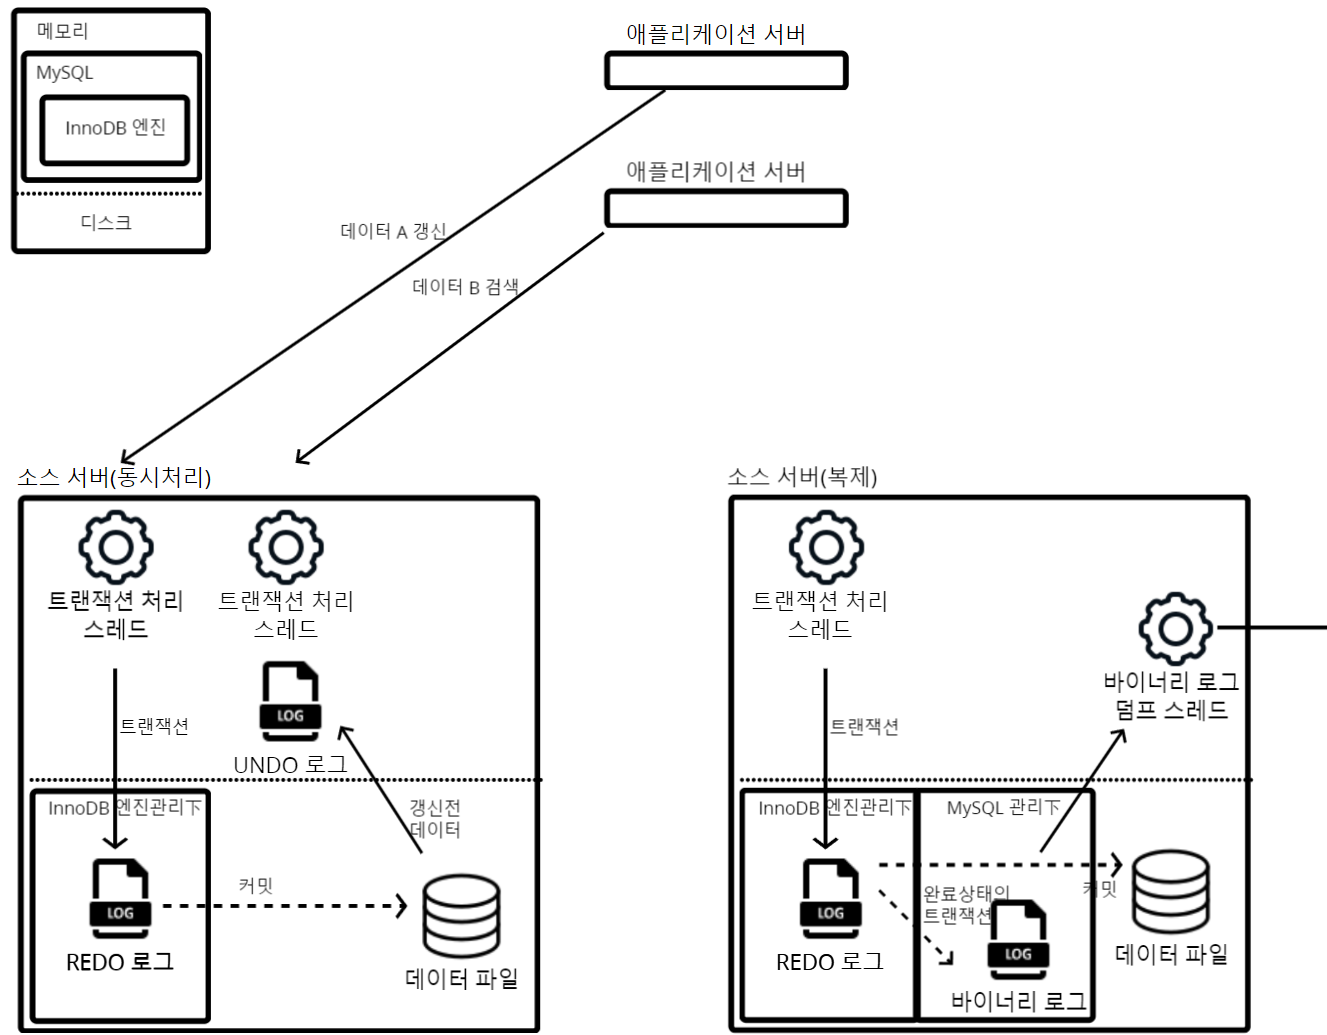 메모리
MySQL
InnoDB 엔진
디스크
애플리케이션 서버
애플리케이션 서버
데이터 A 갱신
데이터 B 검색
소스 서버(동시처리)
트랜잭션 처리
스레드
트랜잭션 처리
스레드
트랜잭션
LOG
UNDO 로그
InnoDB 엔진관리下
갱신전
데이터
LOG
REDO 로그
커밋
데이터 파일
소스 서버(복제)
트랜잭션 처리
스레드
바이너리 로그
덤프 스레드
트랜잭션
InnoDB 엔진관리下
MySQL 관리下
LOG
REDO 로그
완료상태의
트랜잭션
LOG
바이너리 로그
커밋
데이터 파일